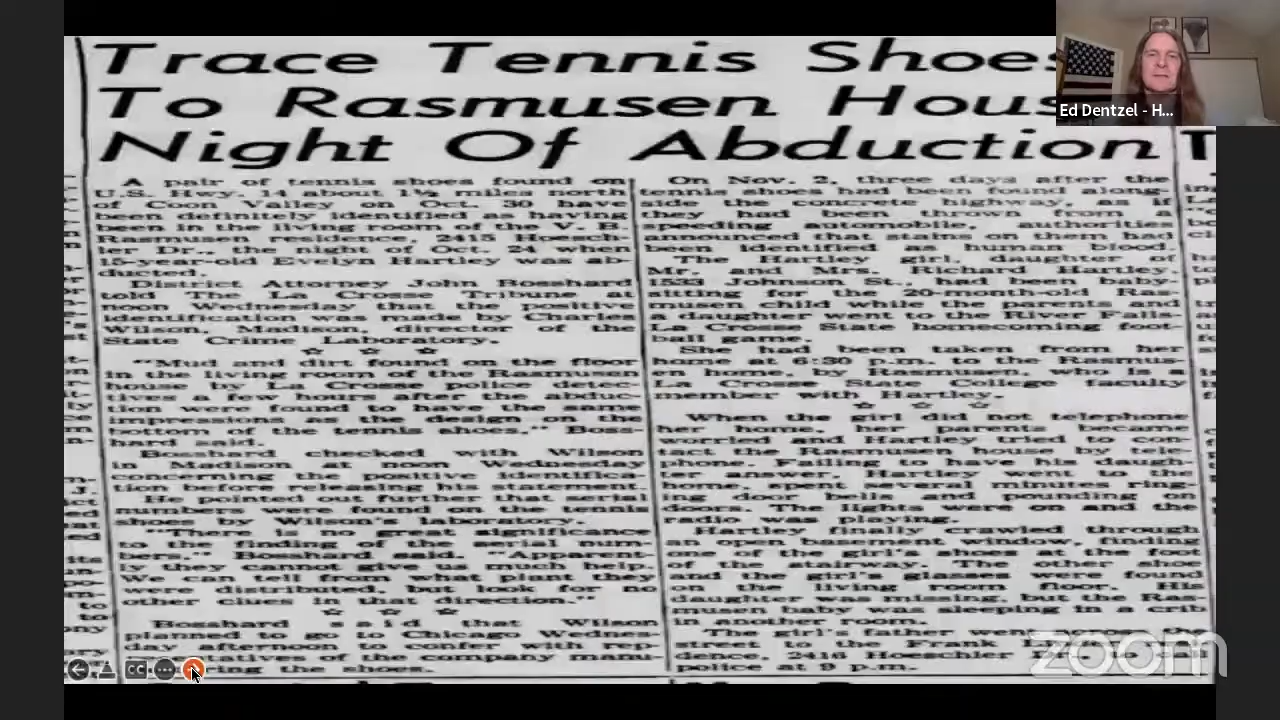 Trace Tennis Shoes
To Rasmusen Hous
Night Of Abduction
A pair of tennis shoes found on
U.S. Hwy. 14 about 1½ miles north
of Coon Valley on Oct. 30 have
been definitely identified as having
been in the living room of the V. B.
Rasmusen residence, 2415 Hoesch-
ler Dr., the night of Oct. 24 when
15-year-old Evelyn Hartley was ab-
ducted.
District Attorney John Bosshard
told The La Crosse Tribune at
noon Wednesday that the positive
identification was made by Charles
Wilson, Madison, director of the
State Crime Laboratory.
☆ ☆ ☆
"Mud and dirt found on the floor
in the living room of the Rasmusen
house by La Crosse police detec-
tives a few hours after the abduc-
tion were found to have the same
impressions as the design on the
bottom of the tennis shoes," Boss-
hard said.
Bosshard checked with Wilson
in Madison at noon Wednesday
concerning the positive identifica-
tion before releasing his statement.
He pointed out further that serial
numbers were found on the tennis
shoes by Wilson's laboratory.
"There is no great significance
to the finding of the serial num-
bers," Bosshard said. "Apparent-
ly they cannot give us much help.
We can tell from what plant they
were distributed, but look for no
other clues in that direction."
☆ ☆ ☆
Bosshard said that Wilson
planned to go to Chicago Wednes-
afternoon to confer with rep-
the shoes.
On Nov. 2, three days after the
tennis shoes had been found along-
side the concrete highway, as if
they had been thrown from a
speeding automobile, authorities
announced that stains on them had
been identified as human blood.
The Hartley girl, daughter of
Mr. and Mrs. Richard Hartley,
1533 Johnson St., had been baby-
sitting for the 20-month-old Ras-
musen child while the parents and
a daughter went to the River Falls-
La Crosse State homecoming foot-
ball game.
She had been taken from her
home at 6:30 p.m. to the Rasmus-
en home, by Rasmusen, who is a
La Crosse State College faculty
member with Hartley.
☆ ☆ ☆
When the girl did not telephone
her home, her parents became
worried and Hartley tried to con-
tact the Rasmusen house by tele-
phone. Failing to have his daugh-
ter answer, Hartley went to the
home, spent several minutes ring-
ing door bells and pounding on
doors. The lights were on and the
radio was playing.
Hartley finally crawled through
an open basement window, finding
one of the girl's shoes at the foot
of the stairway. The other shoe
and the girl's glasses were found
on the living room floor. His
daughter was missing, but the Ras-
musen baby was sleeping in a crib
in another room.
The girl's father went
street to the Frank
dence, 2416 Hoeschler
police at 9 p.m.
Ed Dentzel - H...
CC
zoom